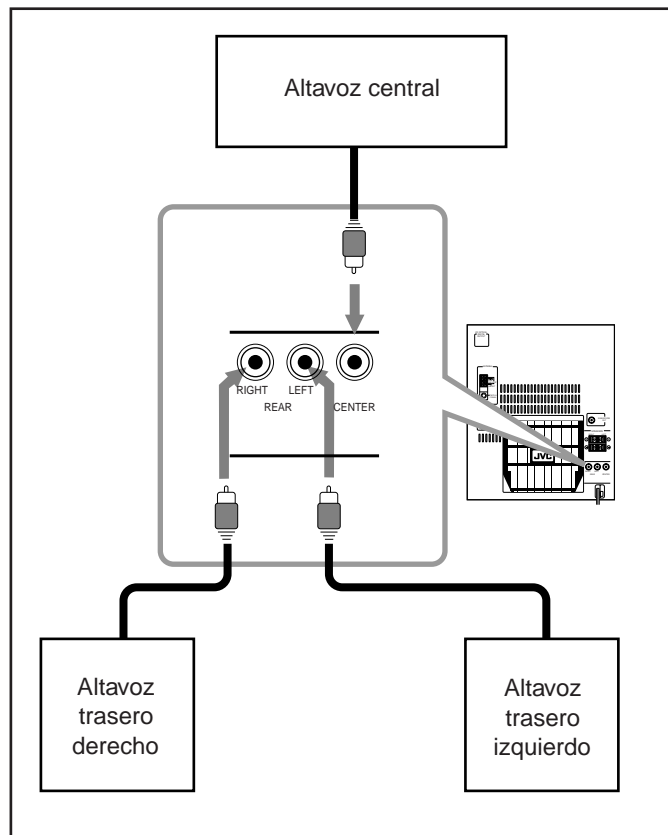 Altavoz central
RIGHT LEFT
REAR CENTER
JVC
Altavoz
trasero
derecho
Altavoz
trasero
izquierdo